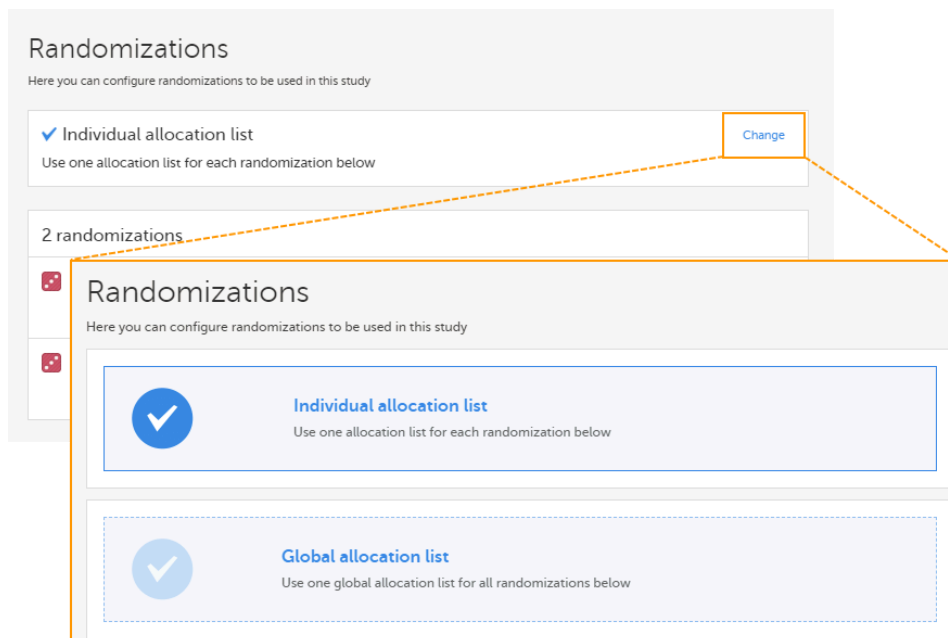 Randomizations
Here you can configure randomizations to be used in this study
Individual allocation list
Change
Use one allocation list for each randomization below
2 randomizations
Randomizations
Here you can configure randomizations to be used in this study
Individual allocation list
Use one allocation list for each randomization below
Global allocation list
Use one global allocation list for all randomizations below